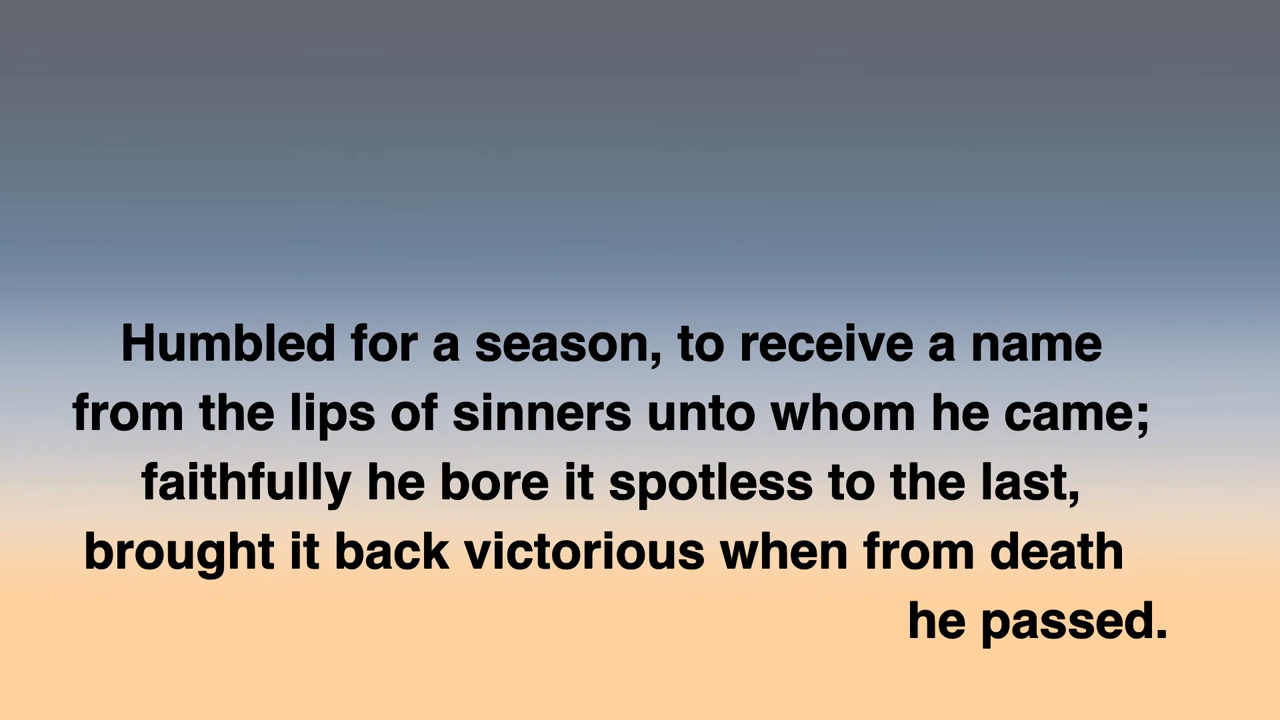 Humbled for a season, to receive a name
from the lips of sinners unto whom he came;
faithfully he bore it spotless to the last,
brought it back victorious when from death
he passed.